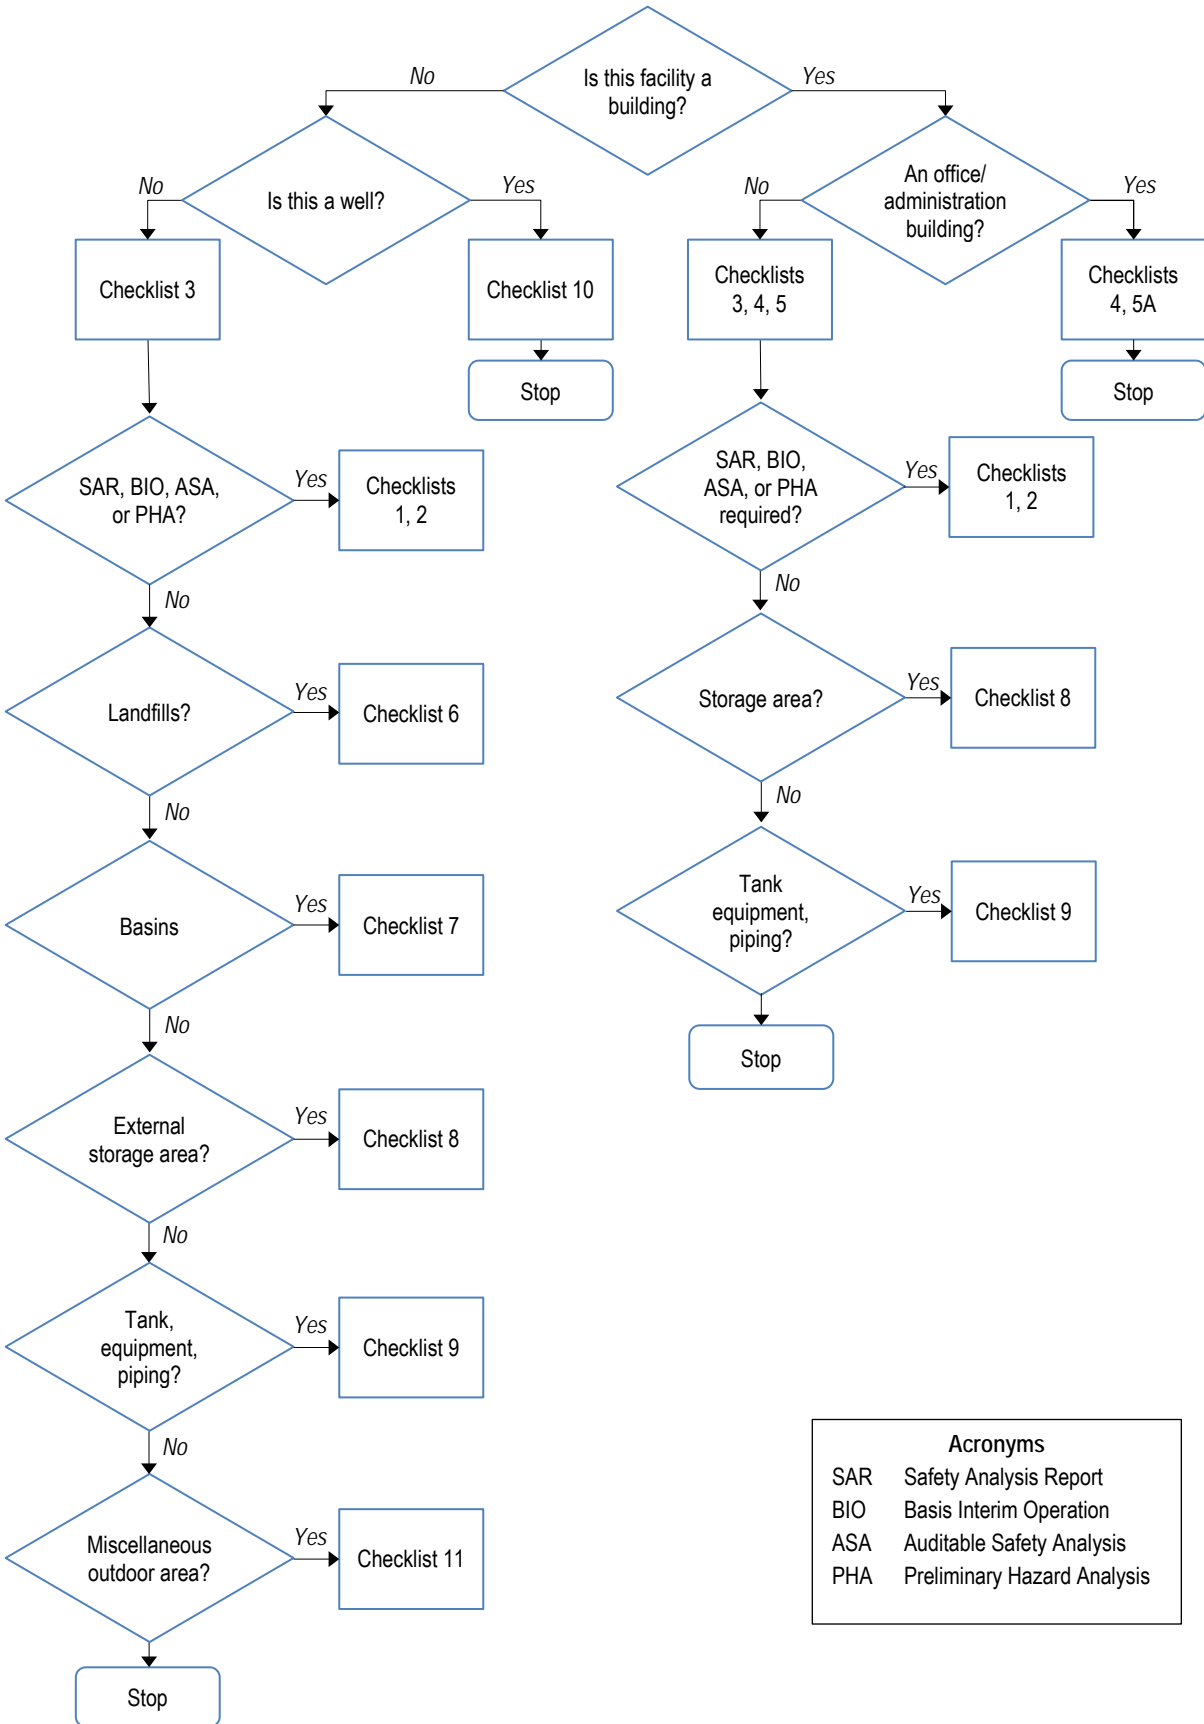 Is this facility a
building?
No
Yes
Is this a well?
No
Yes
An office/
administration
building?
No
Yes
Checklist 3
Checklist 10
Checklists
3, 4, 5
Checklists
4, 5A
Stop
Stop
SAR, BIO, ASA,
or PHA?
Yes
Checklists
1, 2
No
SAR, BIO,
ASA, or PHA
required?
Yes
Checklists
1, 2
No
Landfills?
Yes
Checklist 6
No
Storage area?
Yes
Checklist 8
No
Basins
Yes
Checklist 7
No
Tank
equipment,
piping?
Yes
Checklist 9
Stop
External
storage area?
Yes
Checklist 8
No
Tank,
equipment,
piping?
Yes
Checklist 9
No
Miscellaneous
outdoor area?
Yes
Checklist 11
Stop
Acronyms
SAR Safety Analysis Report
BIO Basis Interim Operation
ASA Auditable Safety Analysis
PHA Preliminary Hazard Analysis